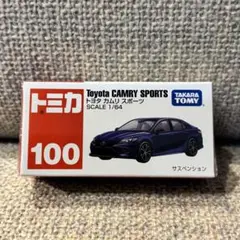 トミカ
100
Toyota CAMRY SPORTS
トヨタ カムリ スポーツ
SCALE 1/64
TAKARA
TOMY
サスペンション